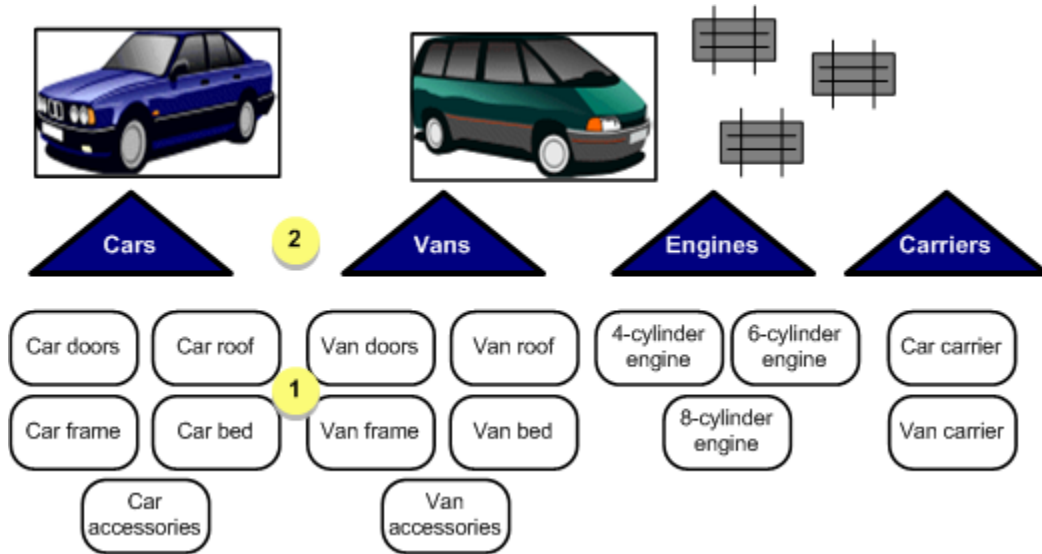 Cars
2
Vans
Engines
Carriers
Car doors
Car roof
Van doors
Van roof
4-cylinder
engine
6-cylinder
engine
Car carrier
1
Car frame
Car bed
Van frame
Van bed
8-cylinder
engine
Van carrier
Car
accessories
Van
accessories